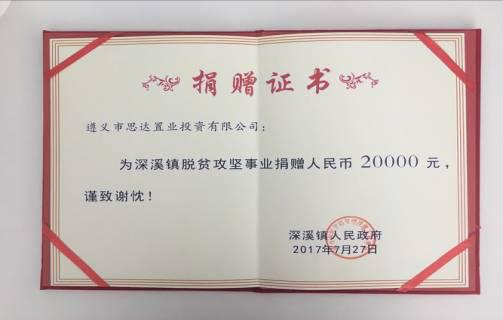 捐赠证书
遵义市思达置业投资有限公司：
为深溪镇脱贫攻坚事业捐赠人民币 20000 元，
谨致谢忱！
深溪镇人民政府
2017年7月27日